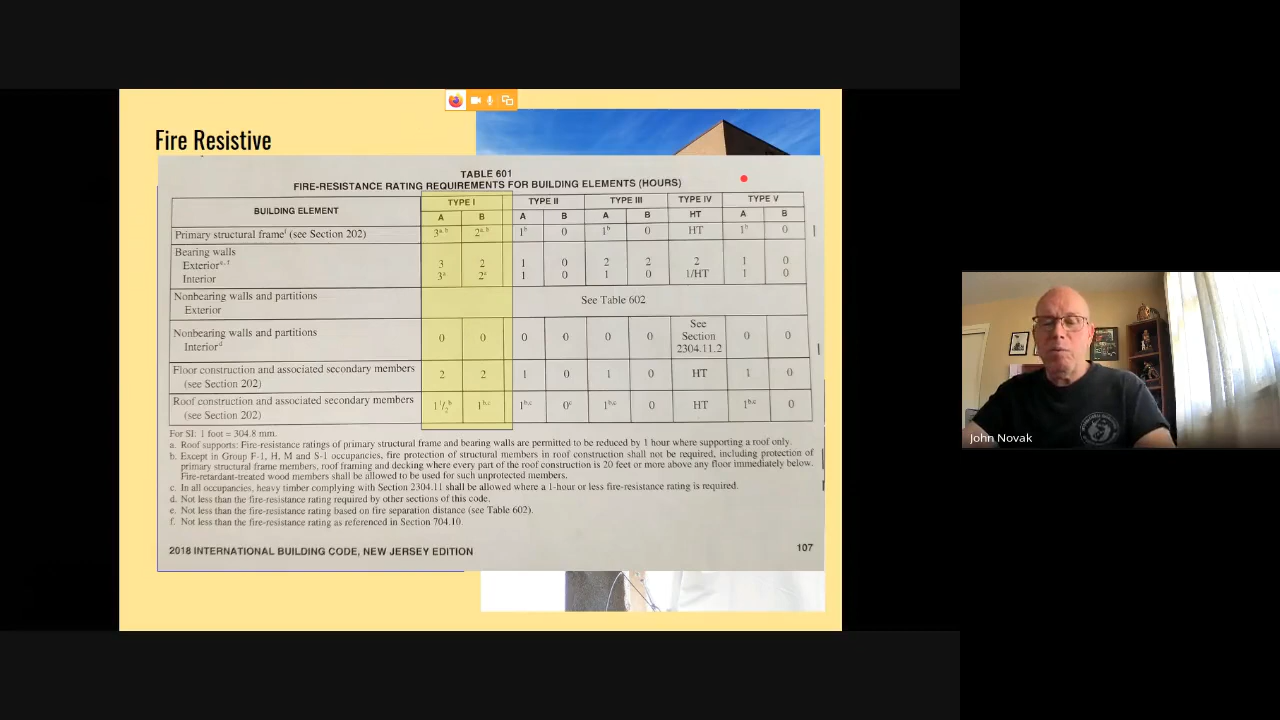 Fire Resistive
TABLE 601
FIRE-RESISTANCE RATING REQUIREMENTS FOR BUILDING ELEMENTS (HOURS)
BUILDING ELEMENT TYPE I TYPE II TYPE III TYPE IV TYPE V
A B A B A B HT A B
Primary structural frame^f (see Section 202) 3^a, b 2^a, b 1^b 0 1^b 0 HT 1^b 0
Bearing walls
Exterior^e, f 3 2 1 0 2 2 2 1 0
Interior 3^a 2^a 1 0 1 0 1/HT 1 0
Nonbearing walls and partitions
Exterior See Table 602
Nonbearing walls and partitions
Interior^d 0 0 0 0 0 0 See Section 2304.11.2 0 0
Floor construction and associated secondary members
(see Section 202) 2 2 1 0 1 0 HT 1 0
Roof construction and associated secondary members
(see Section 202) 1 1/2^b 1^b,c 1^b,c 0^c 1^b,c 0 HT 1^b,c 0
For SI: 1 foot = 304.8 mm.
a. Roof supports: Fire-resistance ratings of primary structural frame and bearing walls are permitted to be reduced by 1 hour where supporting a roof only.
b. Except in Group F-1, H, M and S-1 occupancies, fire protection of structural members in roof construction shall not be required, including protection of
primary structural frame members, roof framing and decking where every part of the roof construction is 20 feet or more above any floor immediately below.
Fire-retardant-treated wood members shall be allowed to be used for such unprotected members.
c. In all occupancies, heavy timber complying with Section 2304.11 shall be allowed where a 1-hour or less fire-resistance rating is required.
d. Not less than the fire-resistance rating required by other sections of this code.
e. Not less than the fire-resistance rating based on fire separation distance (see Table 602).
f. Not less than the fire-resistance rating as referenced in Section 704.10.
2018 INTERNATIONAL BUILDING CODE, NEW JERSEY EDITION 107
John Novak